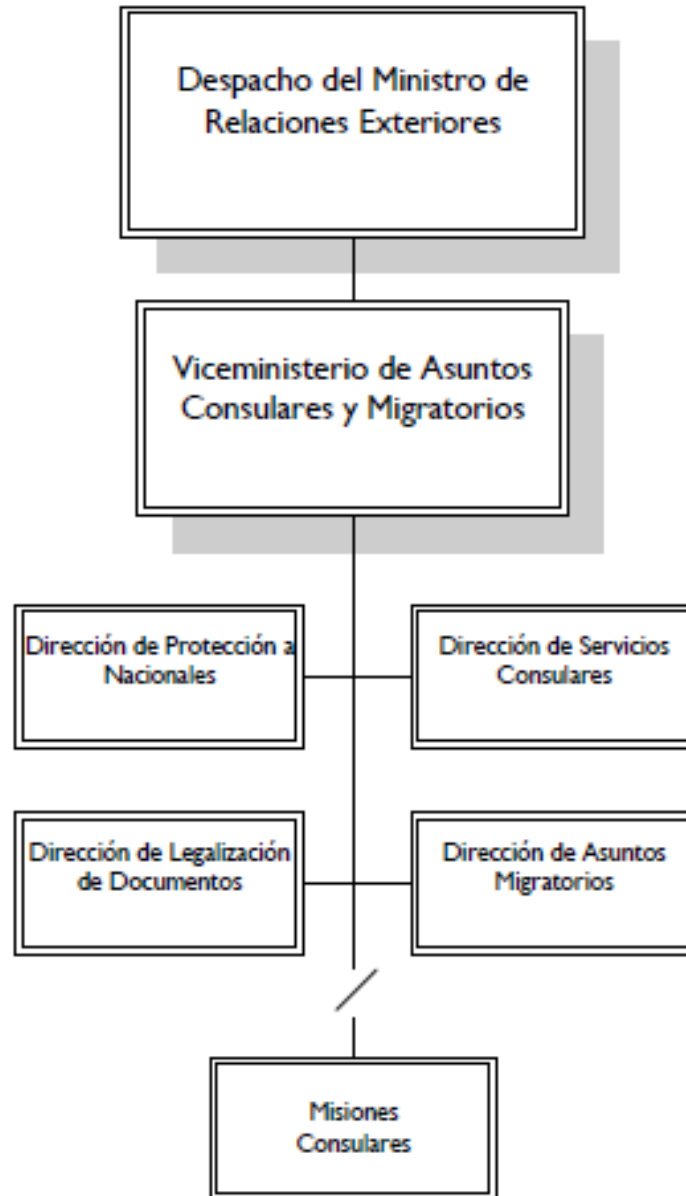 Despacho del Ministro de
Relaciones Exteriores
Viceministerio de Asuntos
Consulares y Migratorios
Dirección de Protección a
Nacionales
Dirección de Servicios
Consulares
Dirección de Legalización
de Documentos
Dirección de Asuntos
Migratorios
Misiones
Consulares